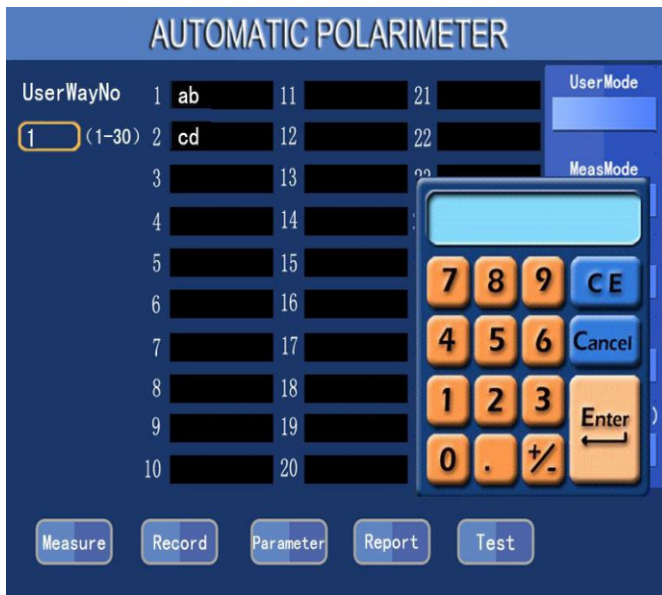 AUTOMATIC POLARIMETER
UserWayNo 1 ab 11 21 UserMode
1 (1-30) 2 cd 12 22
3 13 MeasMode
4 14
5 15
6 16
7 17
8 18
9 19
10 20
7 8 9 CE
4 5 6 Cancel
1 2 3 Enter
0 . +/-
Measure Record Parameter Report Test